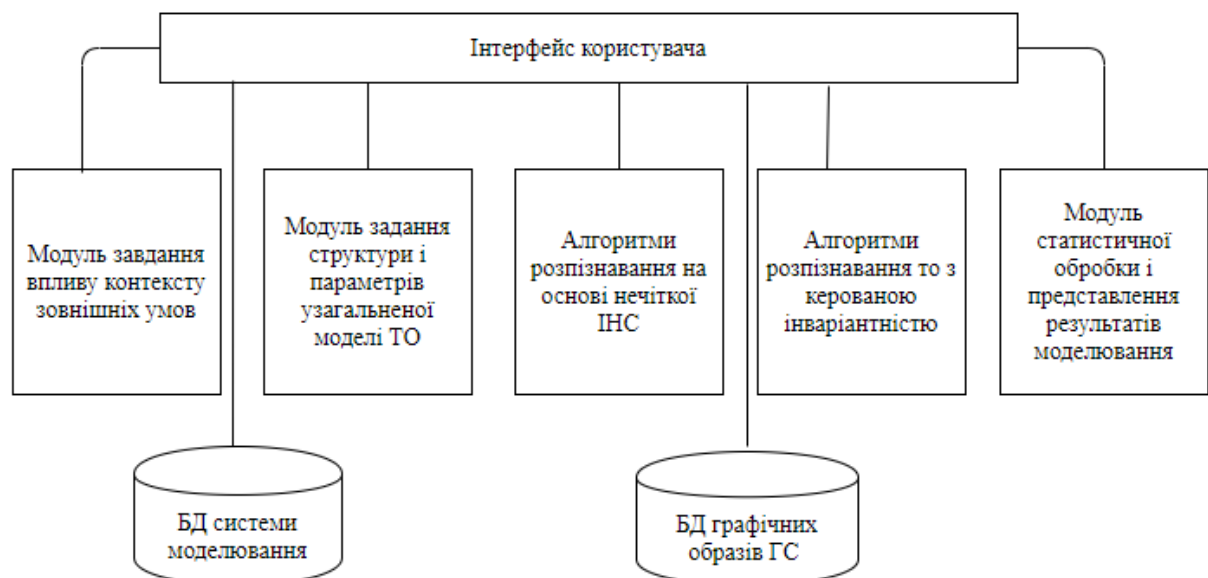 Інтерфейс користувача
Модуль завдання
впливу контексту
зовнішніх умов
Модуль задання
структури і
параметрів
узагальненої
моделі ТО
Алгоритми
розпізнавання на
основі нечіткої
ІНС
Алгоритми
розпізнавання то з
керованою
інваріантністю
Модуль
статистичної
обробки і
представлення
результатів
моделювання
БД системи
моделювання
БД графічних
образів ГС